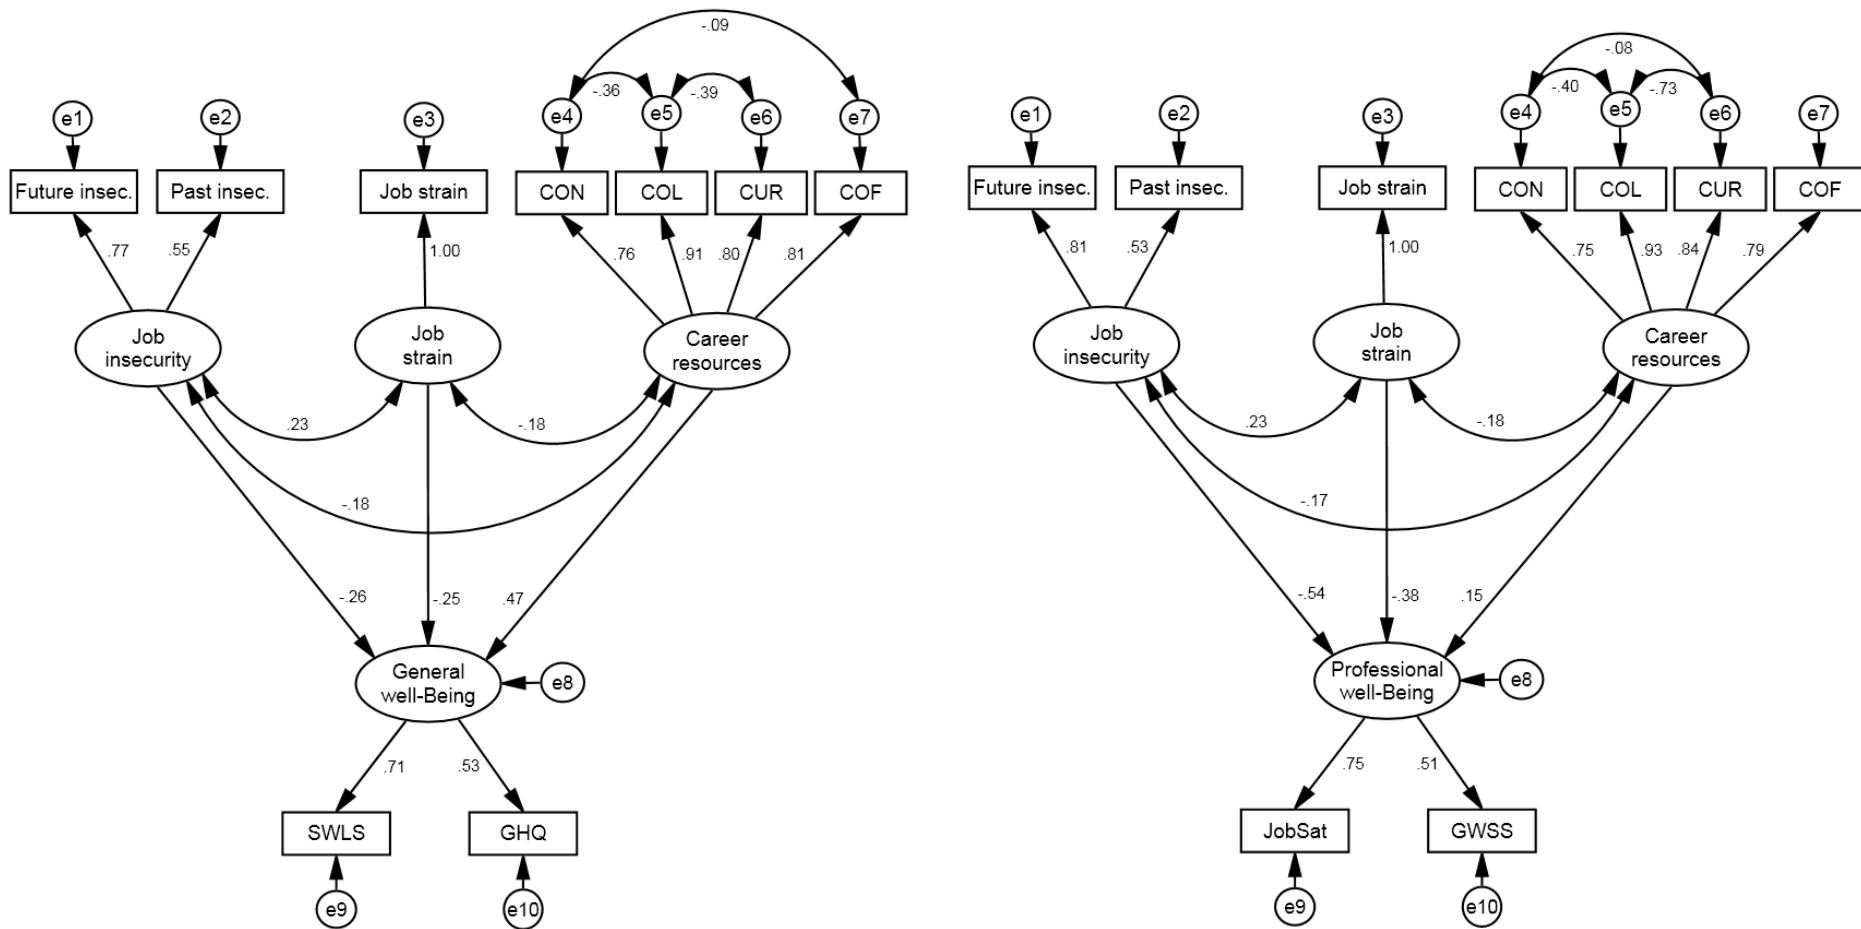 -.09
-.36
-.39
e1
e2
e3
e4
e5
e6
e7
Future insec.
Past insec.
Job strain
CON
COL
CUR
COF
.77
.55
1.00
.76
.91
.80
.81
Job
insecurity
Job
strain
Career
resources
.23
-.18
-.18
-.26
-.25
.47
General
well-Being
e8
.71
.53
SWLS
GHQ
e9
e10
-.08
-.40
-.73
e1
e2
e3
e4
e5
e6
e7
Future insec.
Past insec.
Job strain
CON
COL
CUR
COF
.81
.53
1.00
.75
.93
.84
.79
Job
insecurity
Job
strain
Career
resources
.23
-.18
-.17
-.54
-.38
.15
Professional
well-Being
e8
.75
.51
JobSat
GWSS
e9
e10